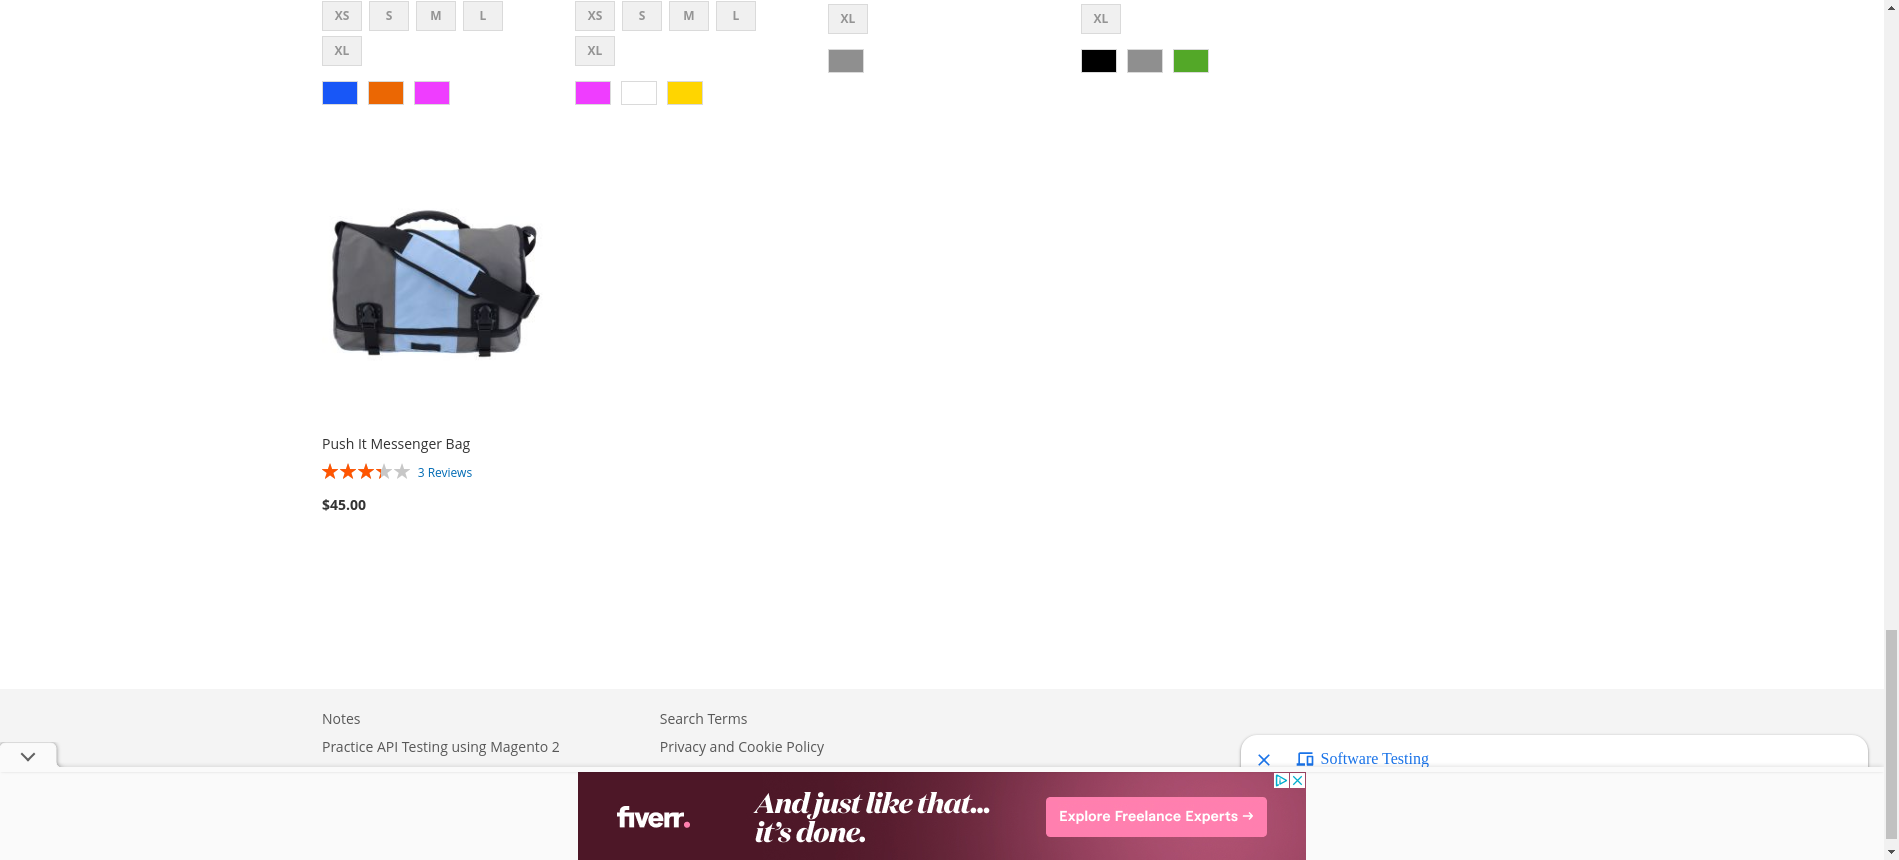 XS S M L
XL
XS S M L
XL
XL
XL
Push It Messenger Bag
3 Reviews
$45.00
Notes
Practice API Testing using Magento 2
Search Terms
Privacy and Cookie Policy
Software Testing
fiverr.
And just like that...
it's done.
Explore Freelance Experts →